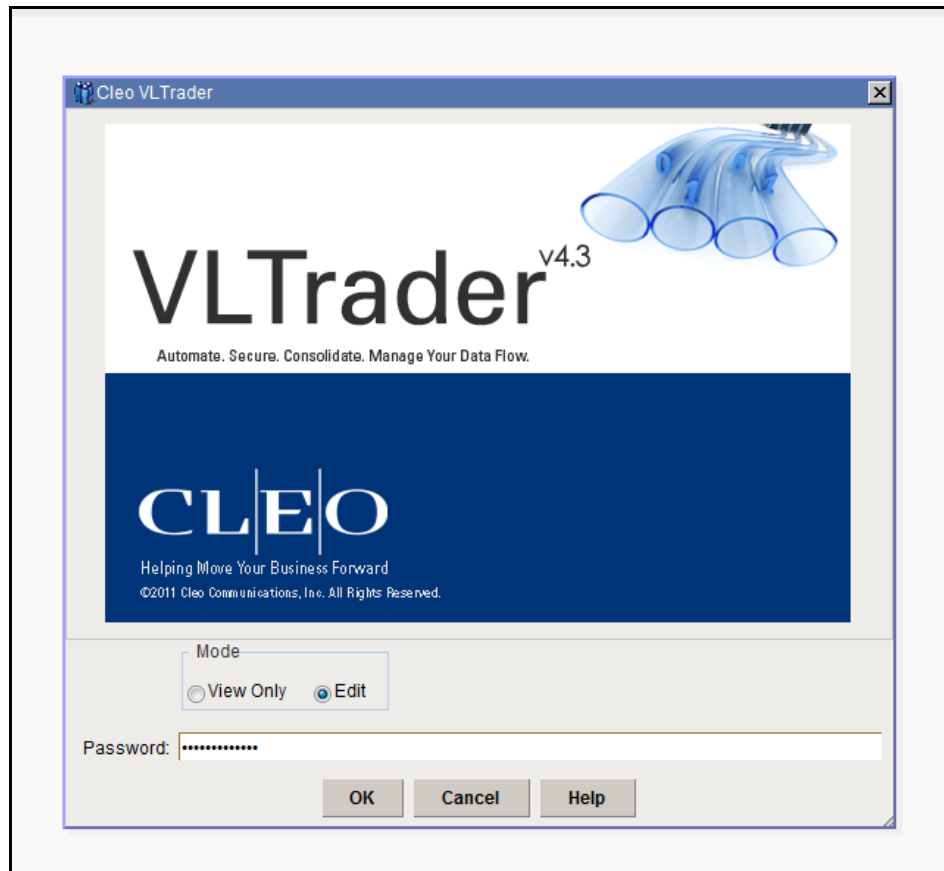 Cleo VLTrader
VLTrader v4.3
Automate. Secure. Consolidate. Manage Your Data Flow.
CLEO
Helping Move Your Business Forward
©2011 Cleo Communications, Inc. All Rights Reserved.
Mode
View Only Edit
Password: •••••••••••••
OK Cancel Help